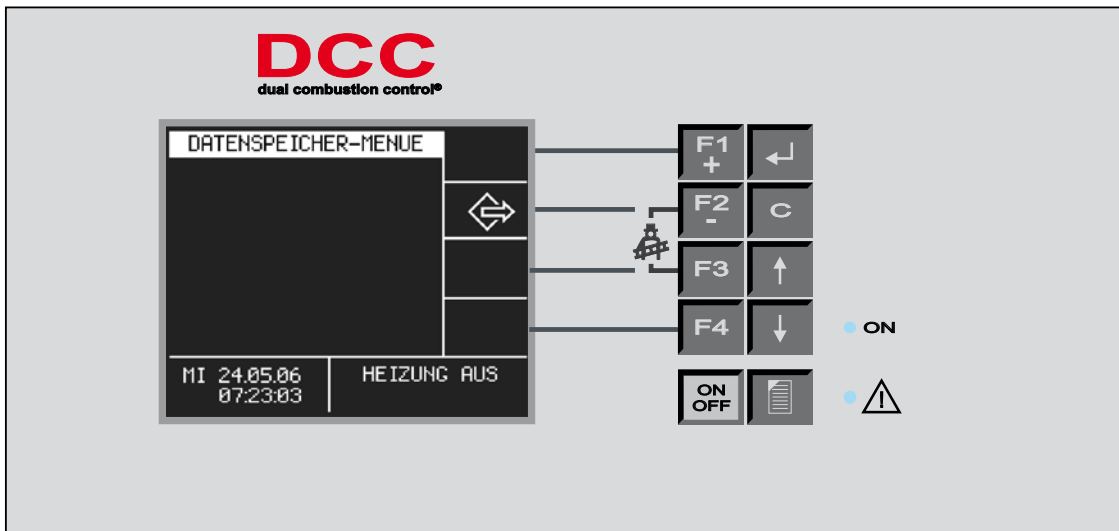 DCC
dual combustion control®
DATENSPEICHER-MENUE
F1
+
F2
-
C
F3
F4
ON
MI 24.05.06
07:23:03
HEIZUNG AUS
ON
OFF